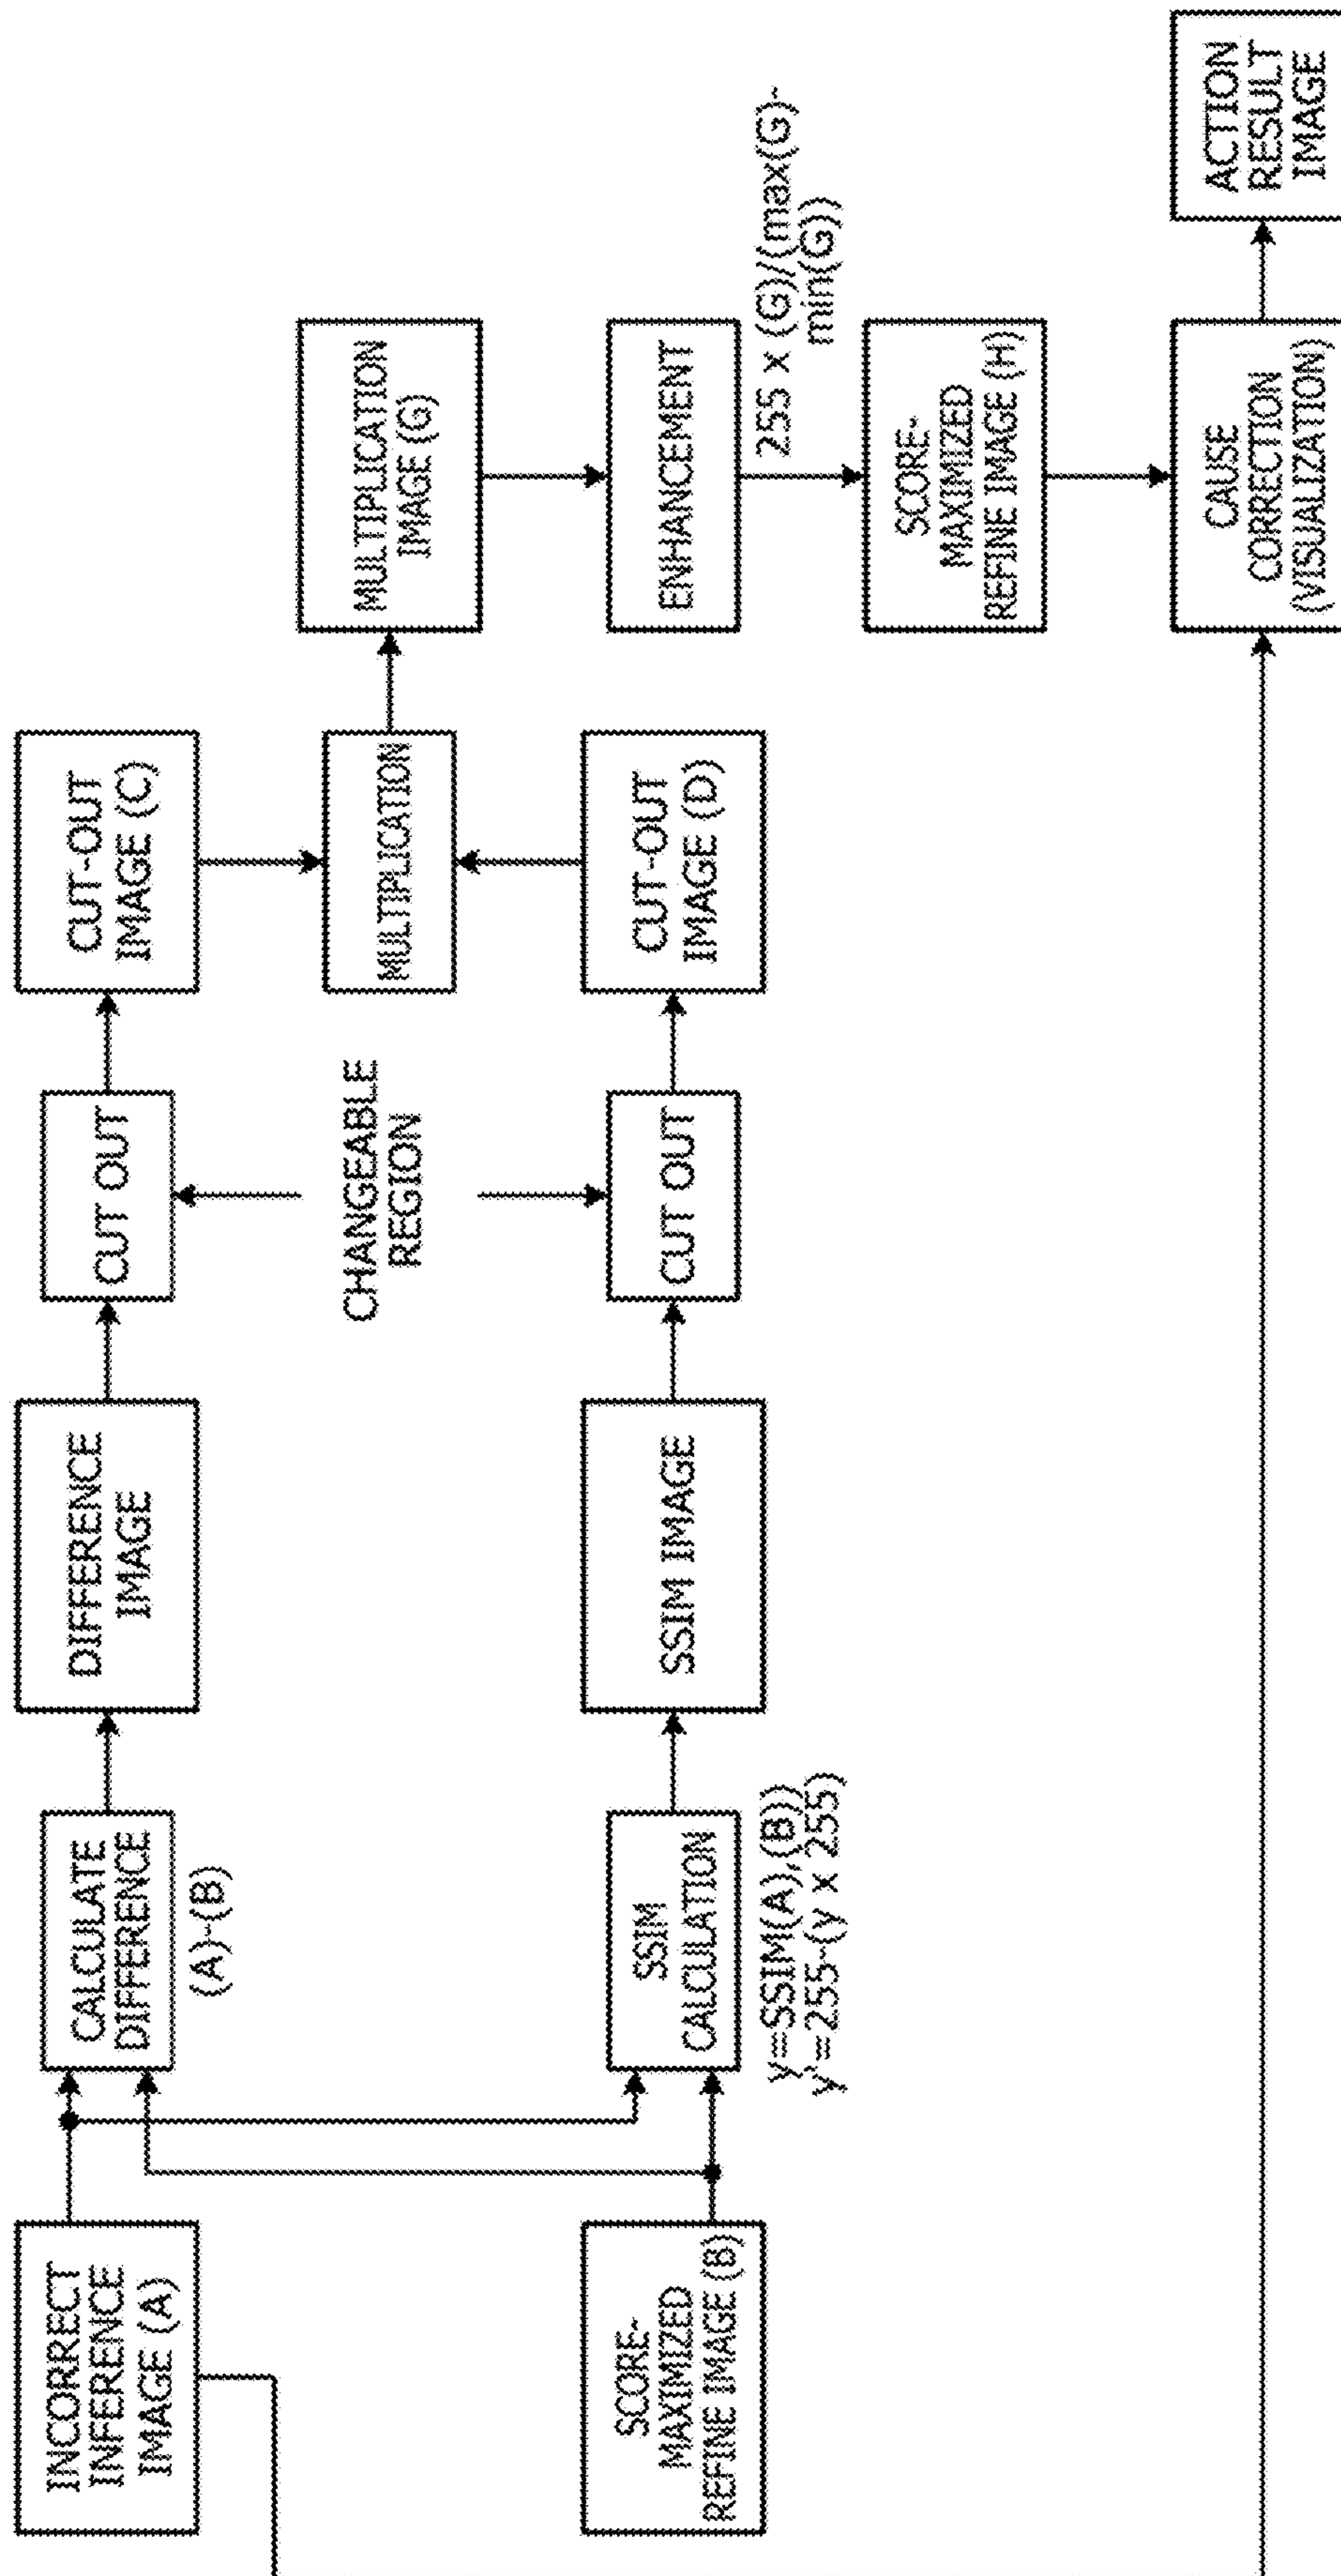 INCORRECT
INFERENCE
IMAGE (A)
SCORE-
MAXIMIZED
REFINE IMAGE (B)
CALCULATE
DIFFERENCE
(A)-(B)
SSIM
CALCULATION
y=SSIM(A),(B))
y'=255-(y x 255)
DIFFERENCE
IMAGE
SSIM IMAGE
CUT OUT
CHANGEABLE
REGION
CUT OUT
CUT-OUT
IMAGE (C)
MULTIPLICATION
CUT-OUT
IMAGE (D)
MULTIPLICATION
IMAGE (G)
ENHANCEMENT
255 x (G)/(max(G)-
min(G))
SCORE-
MAXIMIZED
REFINE IMAGE (H)
CAUSE
CORRECTION
(VISUALIZATION)
ACTION
RESULT
IMAGE